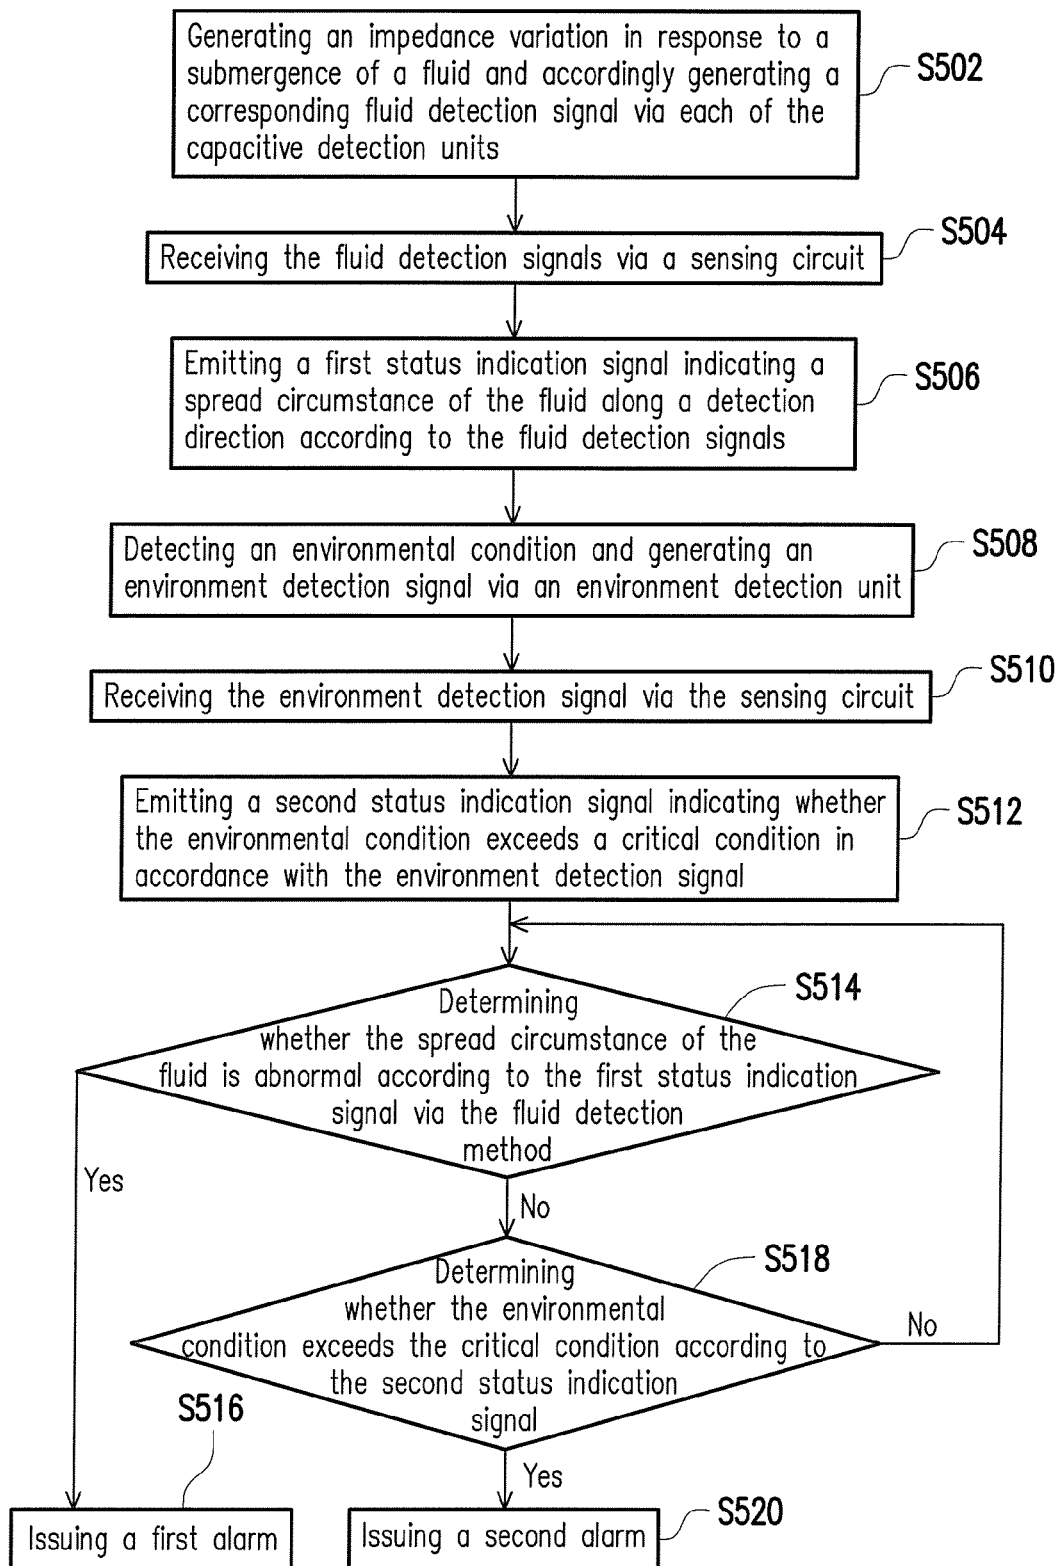 Generating an impedance variation in response to a
submergence of a fluid and accordingly generating a
corresponding fluid detection signal via each of the
capacitive detection units
S502
S504
Receiving the fluid detection signals via a sensing circuit
Emitting a first status indication signal indicating a
spread circumstance of the fluid along a detection
direction according to the fluid detection signals
S506
Detecting an environmental condition and generating an
environment detection signal via an environment detection unit
S508
S510
Receiving the environment detection signal via the sensing circuit
Emitting a second status indication signal indicating whether
the environmental condition exceeds a critical condition in
accordance with the environment detection signal
S512
S514
Determining
whether the spread circumstance of the
fluid is abnormal according to the first status indication
signal via the fluid detection
method
Yes
No
S518
Determining
whether the environmental
condition exceeds the critical condition according to
the second status indication
signal
No
S516
Yes
Issuing a first alarm
Issuing a second alarm
S520